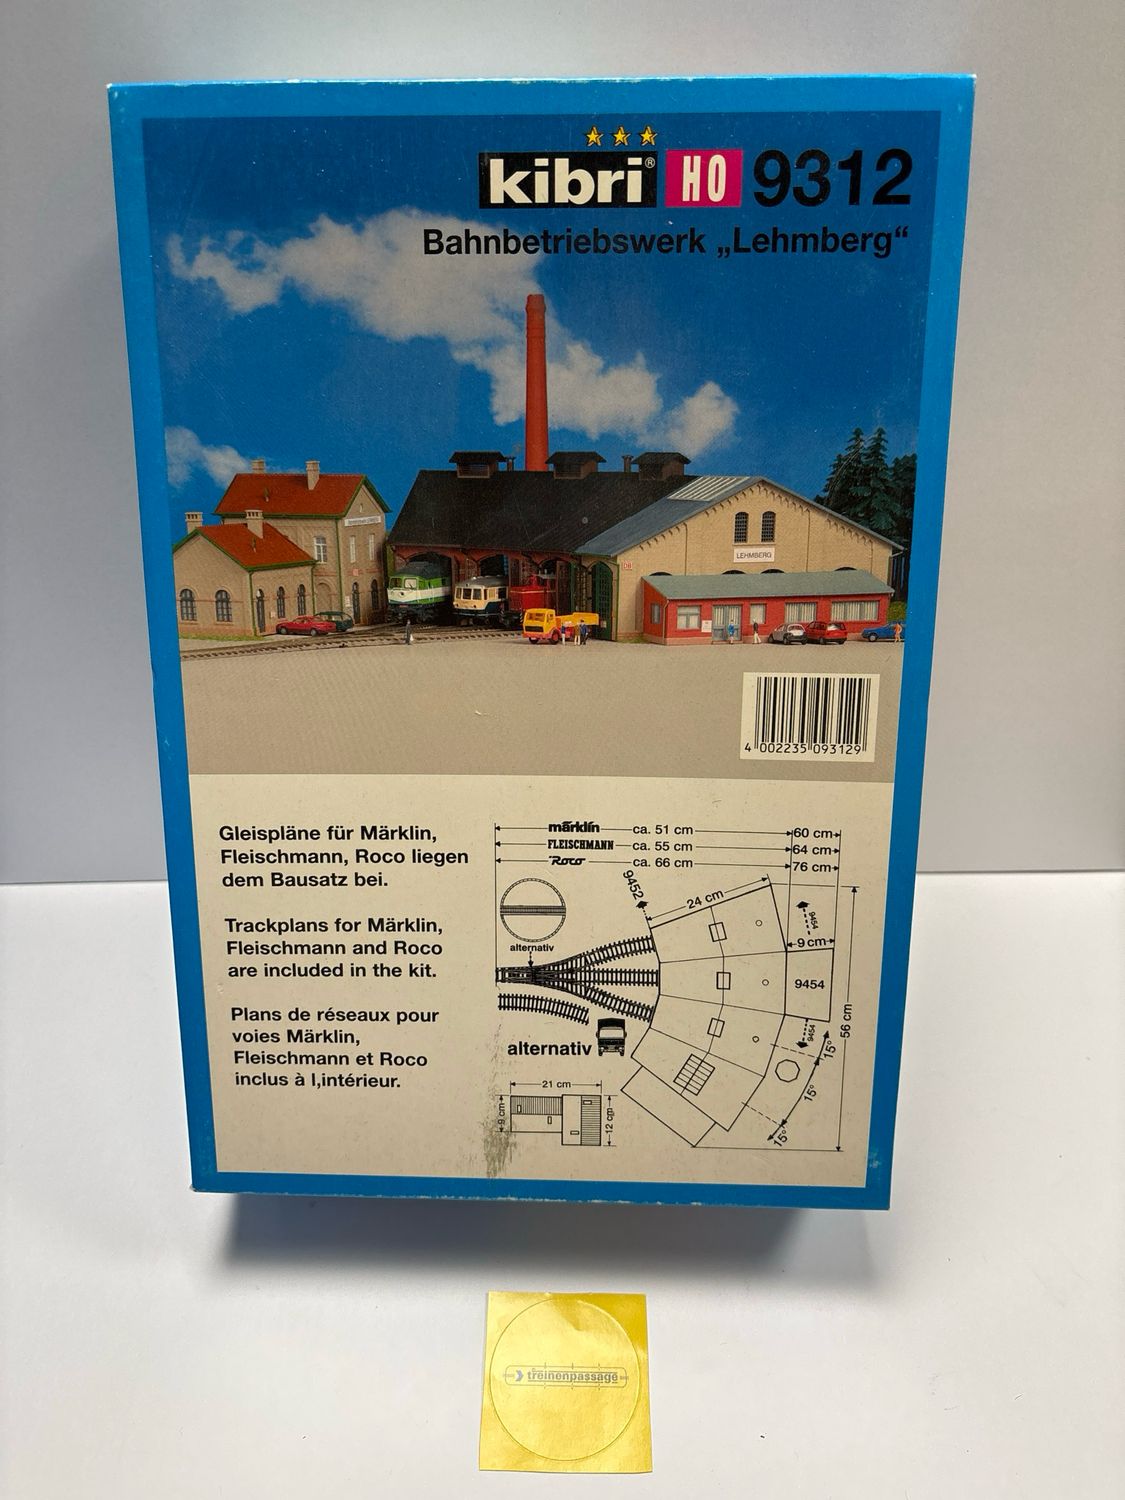 kibri® H0 9312
Bahnbetriebswerk „Lehmberg“
LEHMBERG
DB
4 002235 093129
Gleispläne für Märklin,
Fleischmann, Roco liegen
dem Bausatz bei.
Trackplans for Märklin,
Fleischmann and Roco
are included in the kit.
Plans de réseaux pour
voies Märklin,
Fleischmann et Roco
inclus à l,intérieur.
märklin ca. 51 cm 60 cm
FLEISCHMANN ca. 55 cm 64 cm
Roco ca. 66 cm 76 cm
9452
24 cm
9454
9 cm
alternativ
9454
56 cm
9454
alternativ
15°
15°
15°
21 cm
9 cm
12 cm
treinenpassage